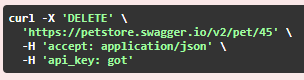 curl -X 'DELETE' \
'https://petstore.swagger.io/v2/pet/45' \
-H 'accept: application/json' \
-H 'api_key: got'